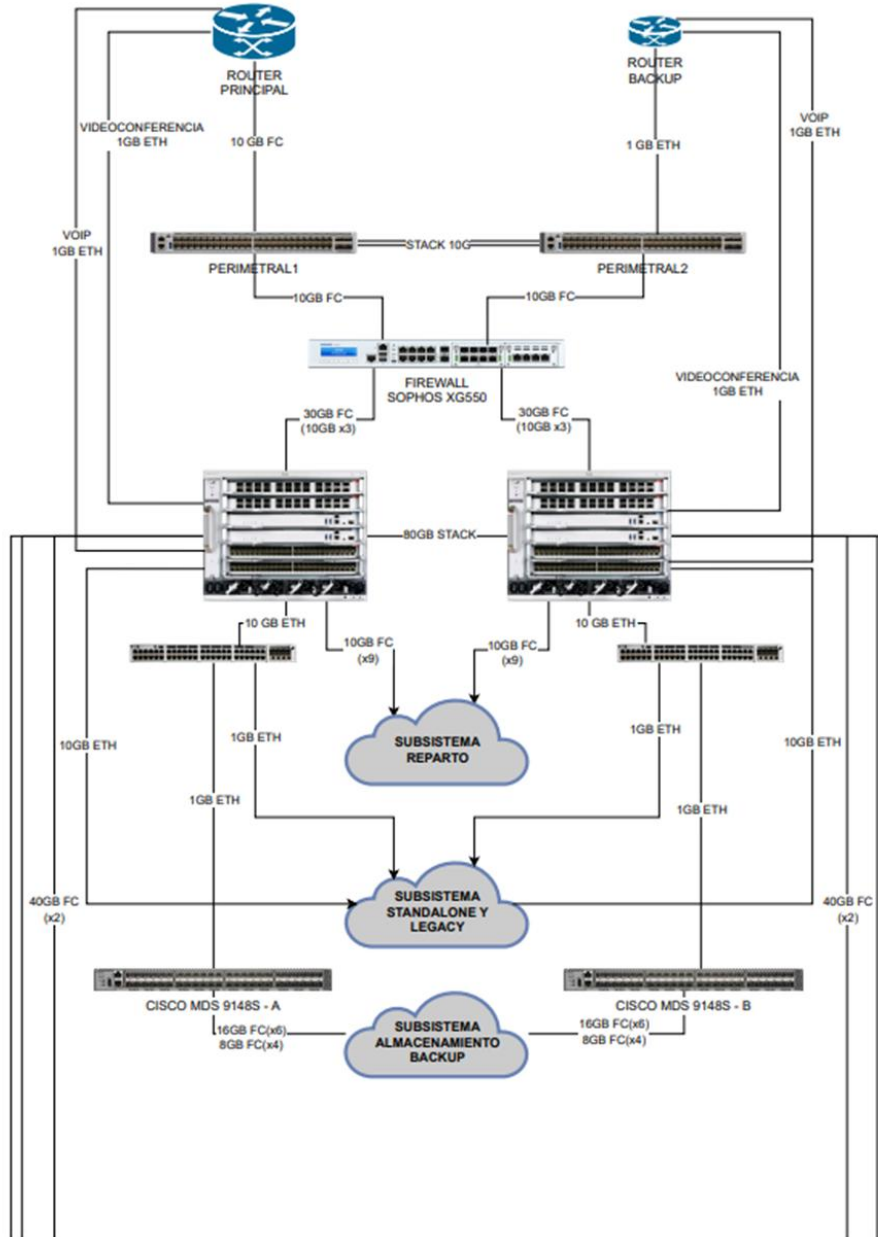 ROUTER
PRINCIPAL
ROUTER
BACKUP
VIDEOCONFERENCIA
1GB ETH
10 GB FC
1 GB ETH
VOIP
1GB ETH
VOIP
1GB ETH
STACK 10G
PERIMETRAL1
PERIMETRAL2
10GB FC
10GB FC
FIREWALL
SOPHOS XG550
VIDEOCONFERENCIA
1GB ETH
30GB FC
(10GB x3)
30GB FC
(10GB x3)
80GB STACK
10 GB ETH
10 GB ETH
10GB FC
(x9)
10GB FC
(x9)
SUBSISTEMA
REPARTO
10GB ETH
1GB ETH
1GB ETH
10GB ETH
1GB ETH
1GB ETH
SUBSISTEMA
STANDALONE Y
LEGACY
40GB FC
(x2)
40GB FC
(x2)
CISCO MDS 9148S - A
CISCO MDS 9148S - B
16GB FC(x6)
8GB FC(x4)
SUBSISTEMA
ALMACENAMIENTO
BACKUP
16GB FC(x6)
8GB FC(x4)